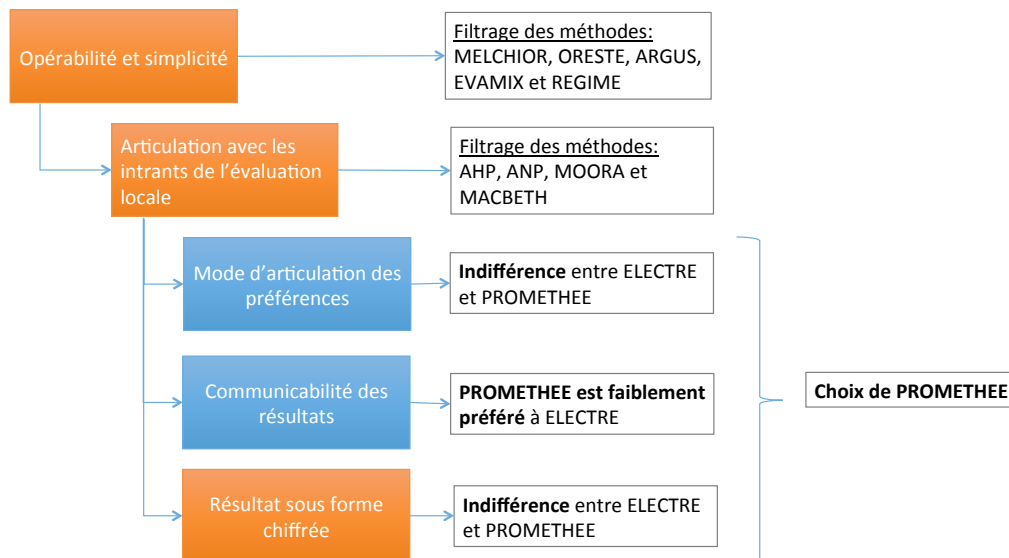 Opérabilité et simplicité
Filtrage des méthodes:
MELCHIOR, ORESTE, ARGUS,
EVAMIX et REGIME
Articulation avec les
intrants de l'évaluation
locale
Filtrage des méthodes:
AHP, ANP, MOORA et
MACBETH
Mode d'articulation des
préférences
Indifférence entre ELECTRE
et PROMETHEE
Communicabilité des
résultats
PROMETHEE est faiblement
préféré à ELECTRE
Choix de PROMETHEE
Résultat sous forme
chiffrée
Indifférence entre ELECTRE
et PROMETHEE